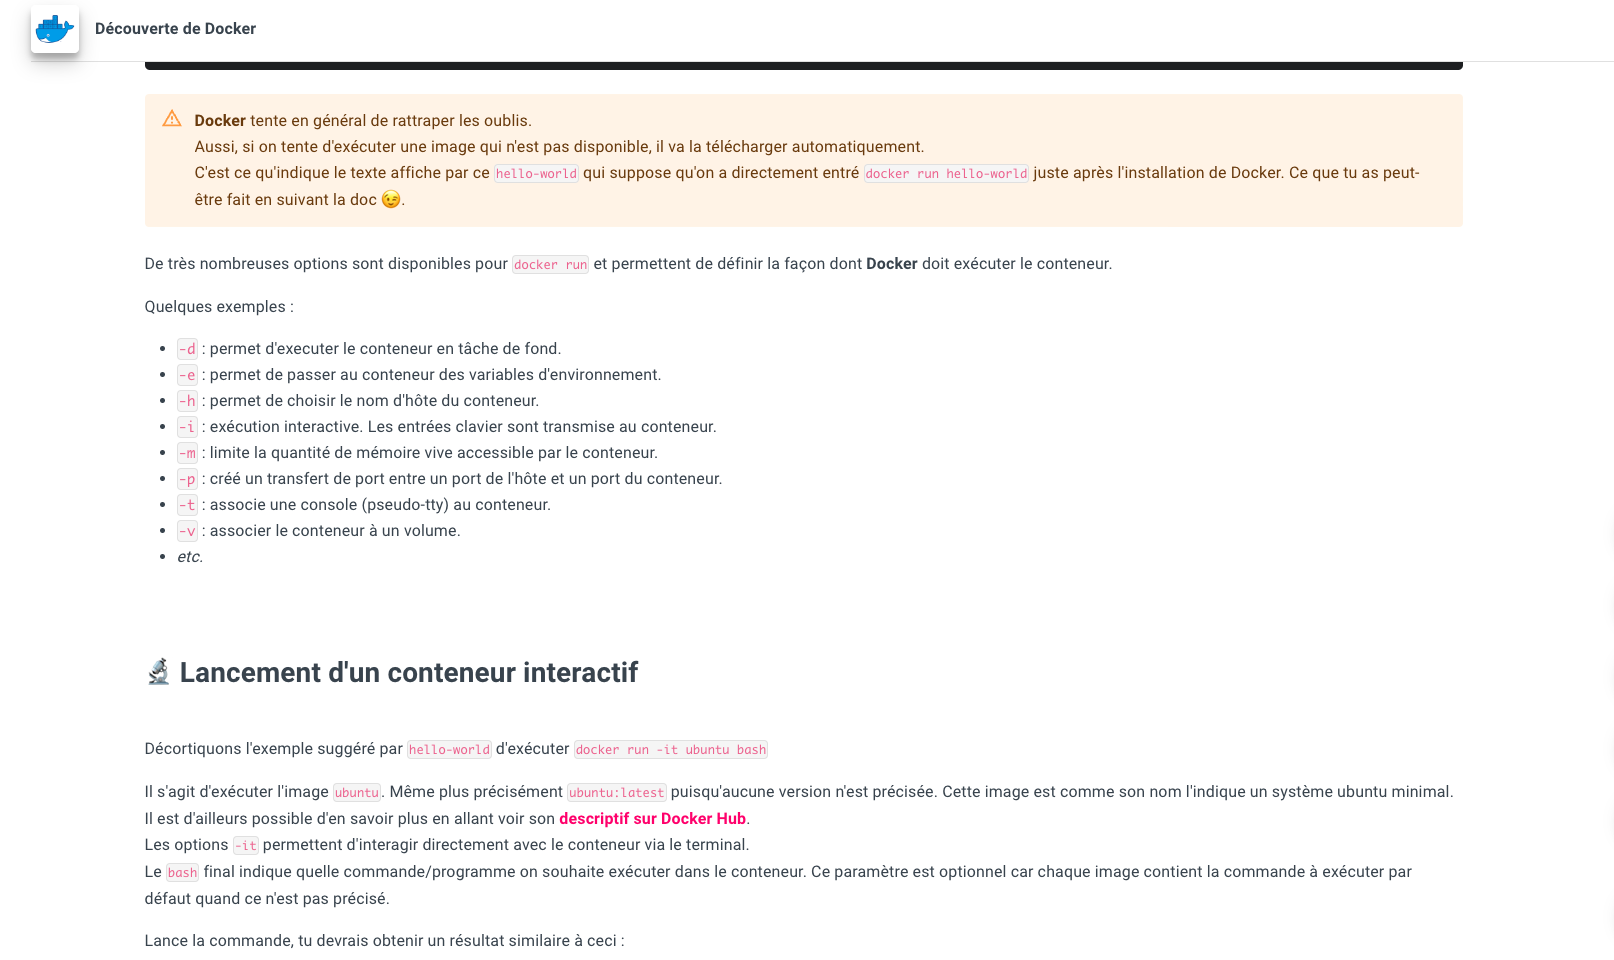 Découverte de Docker
Docker tente en général de rattraper les oublis.
Aussi, si on tente d'exécuter une image qui n'est pas disponible, il va la télécharger automatiquement.
C'est ce qu'indique le texte affiche par ce hello-world qui suppose qu'on a directement entré docker run hello-world juste après l'installation de Docker. Ce que tu as peut-
être fait en suivant la doc 😉.
De très nombreuses options sont disponibles pour docker run et permettent de définir la façon dont Docker doit exécuter le conteneur.
Quelques exemples :
• -d : permet d'executer le conteneur en tâche de fond.
• -e : permet de passer au conteneur des variables d'environnement.
• -h : permet de choisir le nom d'hôte du conteneur.
• -i : exécution interactive. Les entrées clavier sont transmise au conteneur.
• -m : limite la quantité de mémoire vive accessible par le conteneur.
• -p : créé un transfert de port entre un port de l'hôte et un port du conteneur.
• -t : associe une console (pseudo-tty) au conteneur.
• -v : associer le conteneur à un volume.
• etc.
🔬 Lancement d'un conteneur interactif
Décortiquons l'exemple suggéré par hello-world d'exécuter docker run -it ubuntu bash
Il s'agit d'exécuter l'image ubuntu. Même plus précisément ubuntu:latest puisqu'aucune version n'est précisée. Cette image est comme son nom l'indique un système ubuntu minimal.
Il est d'ailleurs possible d'en savoir plus en allant voir son descriptif sur Docker Hub.
Les options -it permettent d'interagir directement avec le conteneur via le terminal.
Le bash final indique quelle commande/programme on souhaite exécuter dans le conteneur. Ce paramètre est optionnel car chaque image contient la commande à exécuter par
défaut quand ce n'est pas précisé.
Lance la commande, tu devrais obtenir un résultat similaire à ceci :